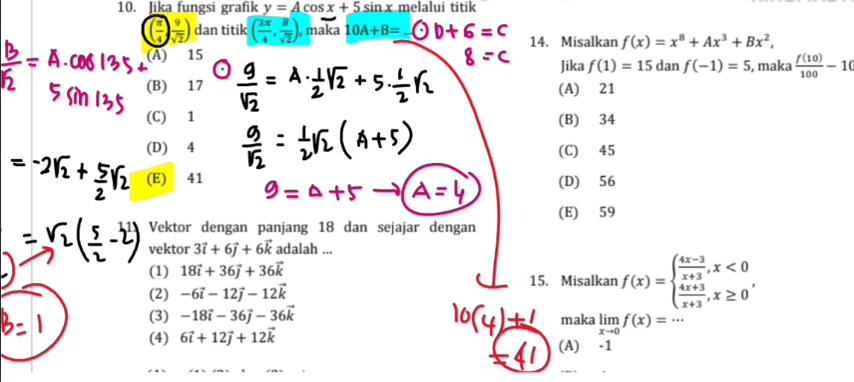 10. Jika fungsi grafik y = A cos x + 5 sin x melalui titik
(π/4, 9/√2) dan titik (3π/4, B/√2), maka 10A+B= ...
(A) 15
(B) 17
(C) 1
(D) 4
(E) 41
B/√2 = A.cos 135 +
5 sin 135
= -2√2 + 5/2 √2
= √2 (5/2 - 2)
B = 1
9/√2 = A. 1/2 √2 + 5. 1/2 √2
9/√2 = 1/2 √2 (A+5)
9 = A + 5 → A = 4
D + 6 = C
8 = C
10(4) + 1
= 41
11. Vektor dengan panjang 18 dan sejajar dengan
vektor 3i⃗ + 6j⃗ + 6k⃗ adalah ...
(1) 18i⃗ + 36j⃗ + 36k⃗
(2) −6i⃗ − 12j⃗ − 12k⃗
(3) −18i⃗ − 36j⃗ − 36k⃗
(4) 6i⃗ + 12j⃗ + 12k⃗
14. Misalkan f(x) = x⁸ + Ax³ + Bx²,
Jika f(1) = 15 dan f(−1) = 5, maka f(10)/100 − 10
(A) 21
(B) 34
(C) 45
(D) 56
(E) 59
15. Misalkan f(x) = { (4x−3)/(x+3), x < 0
(4x+3)/(x+3), x ≥ 0 ,
maka lim x→0 f(x) = ⋯
(A) -1